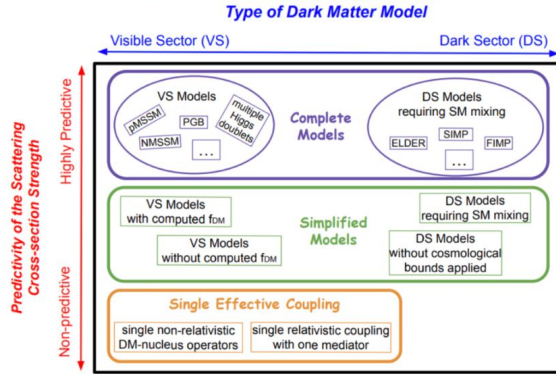 Type of Dark Matter Model
Visible Sector (VS)
Dark Sector (DS)
Predictivity of the Scattering
Cross-section Strength
Highly Predictive
Non-predictive
VS Models
pMSSM
PGB
multiple
Higgs
doublets
NMSSM
...
Complete
Models
DS Models
requiring SM mixing
SIMP
ELDER
FIMP
...
VS Models
with computed fDM
VS Models
without computed fDM
Simplified
Models
DS Models
requiring SM mixing
DS Models
without cosmological
bounds applied
Single Effective Coupling
single non-relativistic
DM-nucleus operators
single relativistic coupling
with one mediator